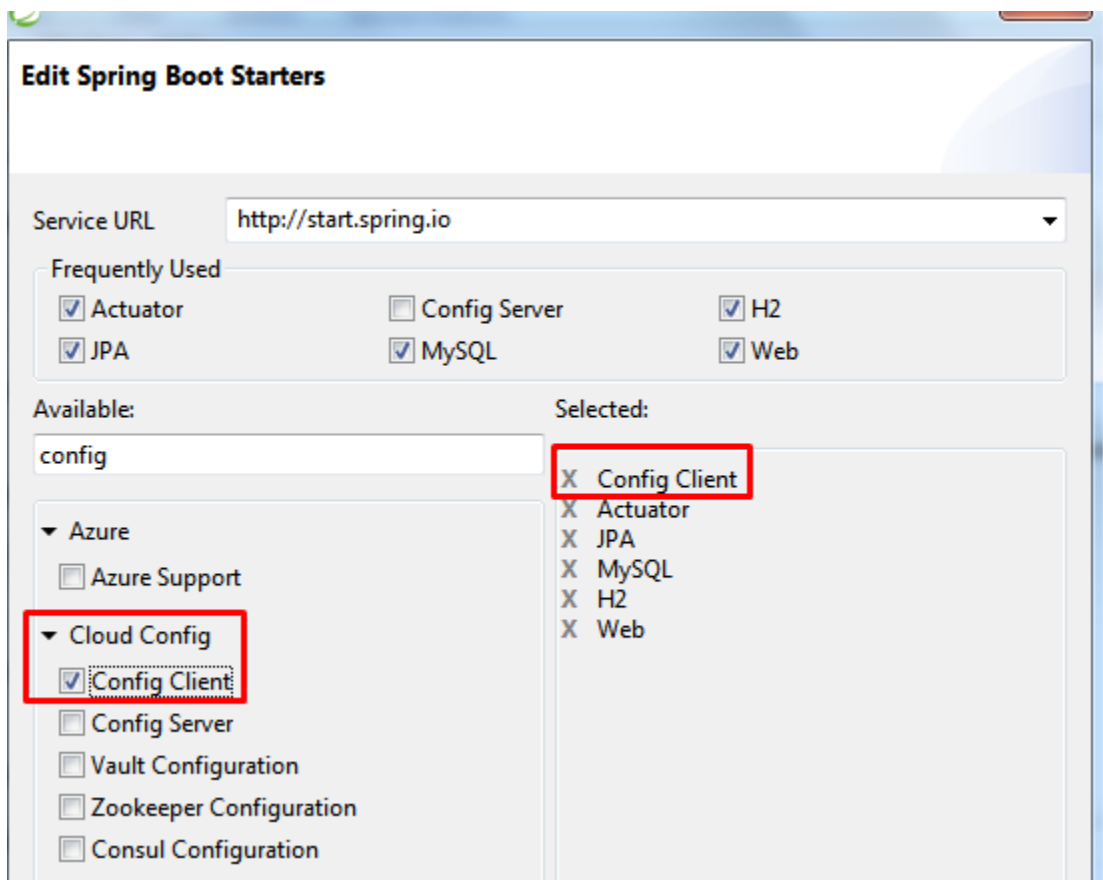 Edit Spring Boot Starters
Service URL http://start.spring.io
Frequently Used
Actuator Config Server H2
JPA MySQL Web
Available: Selected:
config
X Config Client
X Actuator
X JPA
X MySQL
X H2
X Web
Azure
Azure Support
Cloud Config
Config Client
Config Server
Vault Configuration
Zookeeper Configuration
Consul Configuration